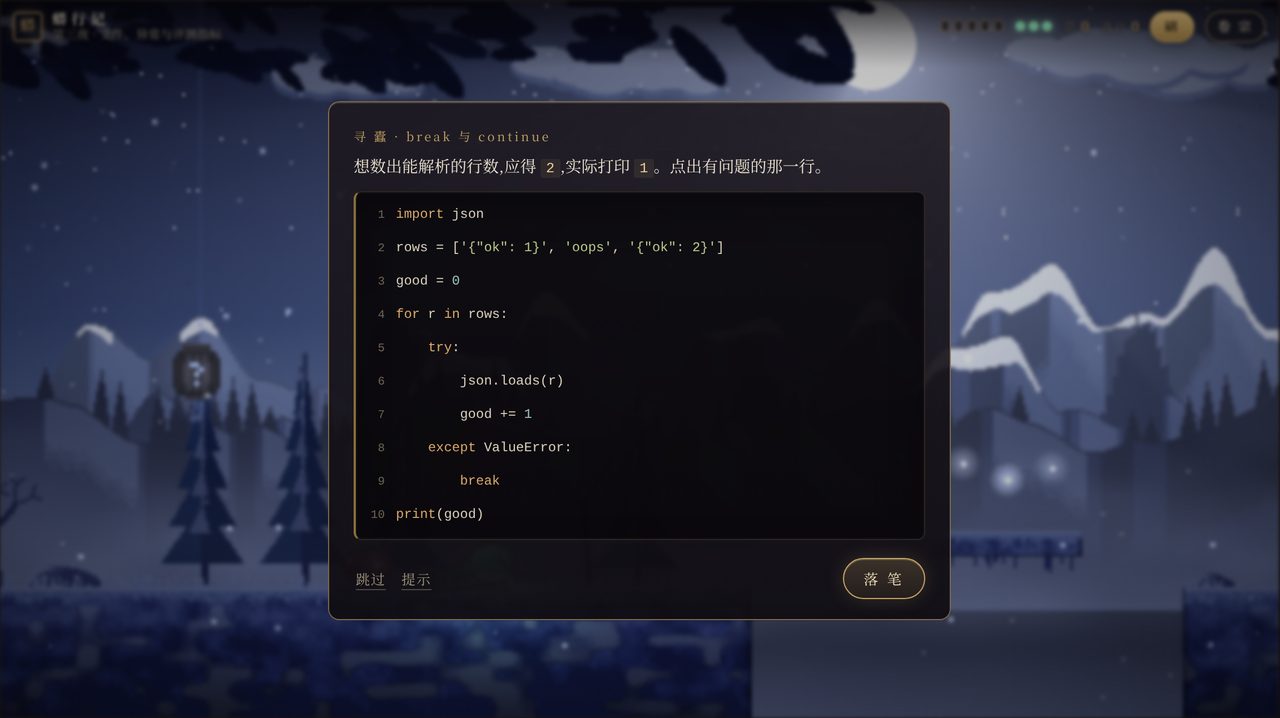 蟒行记
寻蠹 · break 与 continue
想数出能解析的行数,应得 2 ,实际打印 1 。点出有问题的那一行。
1 import json
2 rows = ['{"ok": 1}', 'oops', '{"ok": 2}']
3 good = 0
4 for r in rows:
5     try:
6         json.loads(r)
7         good += 1
8     except ValueError:
9         break
10 print(good)
跳过 提示
落笔